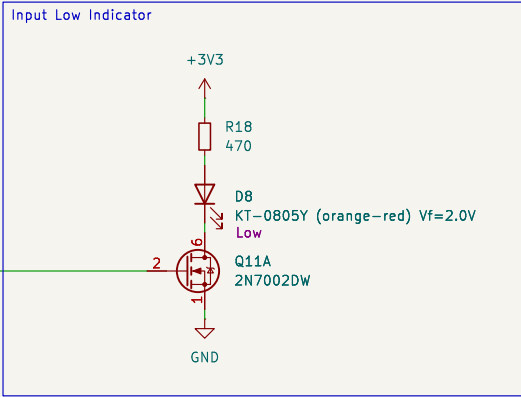 Input Low Indicator
+3V3
R18
470
D8
KT-0805Y (orange-red) Vf=2.0V
Low
6
Q11A
2
2N7002DW
1
GND